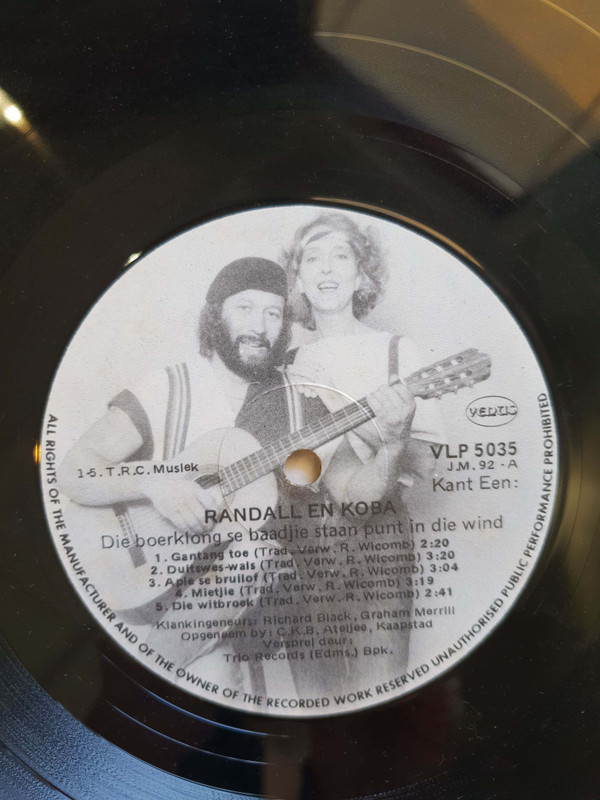 VENUS
VLP 5035
J.M. 92 - A
Kant Een:
1-5. T.R.C. Musiek
RANDALL EN KOBA
Die boerklong se baadjie staan punt in die wind
1. Gantang toe (Trad. Verw. R. Wicomb) 2:20
2. Duitswes-wals (Trad. Verw. R. Wicomb) 3:20
3. Apie se bruilof (Trad. Verw. R. Wicomb) 3:04
4. Mietjie (Trad. Verw. R. Wicomb) 3:19
5. Die witbroek (Trad. Verw. R. Wicomb) 2:41
Klankingeneurs: Richard Black, Graham Merrill
Opgeneem by: C.K.B. Ateljee, Kaapstad
Versprei deur:
Trio Records (Edms.) Bpk.
ALL RIGHTS OF THE MANUFACTURER AND OF THE OWNER OF THE RECORDED WORK RESERVED UNAUTHORISED PUBLIC PERFORMANCE PROHIBITED